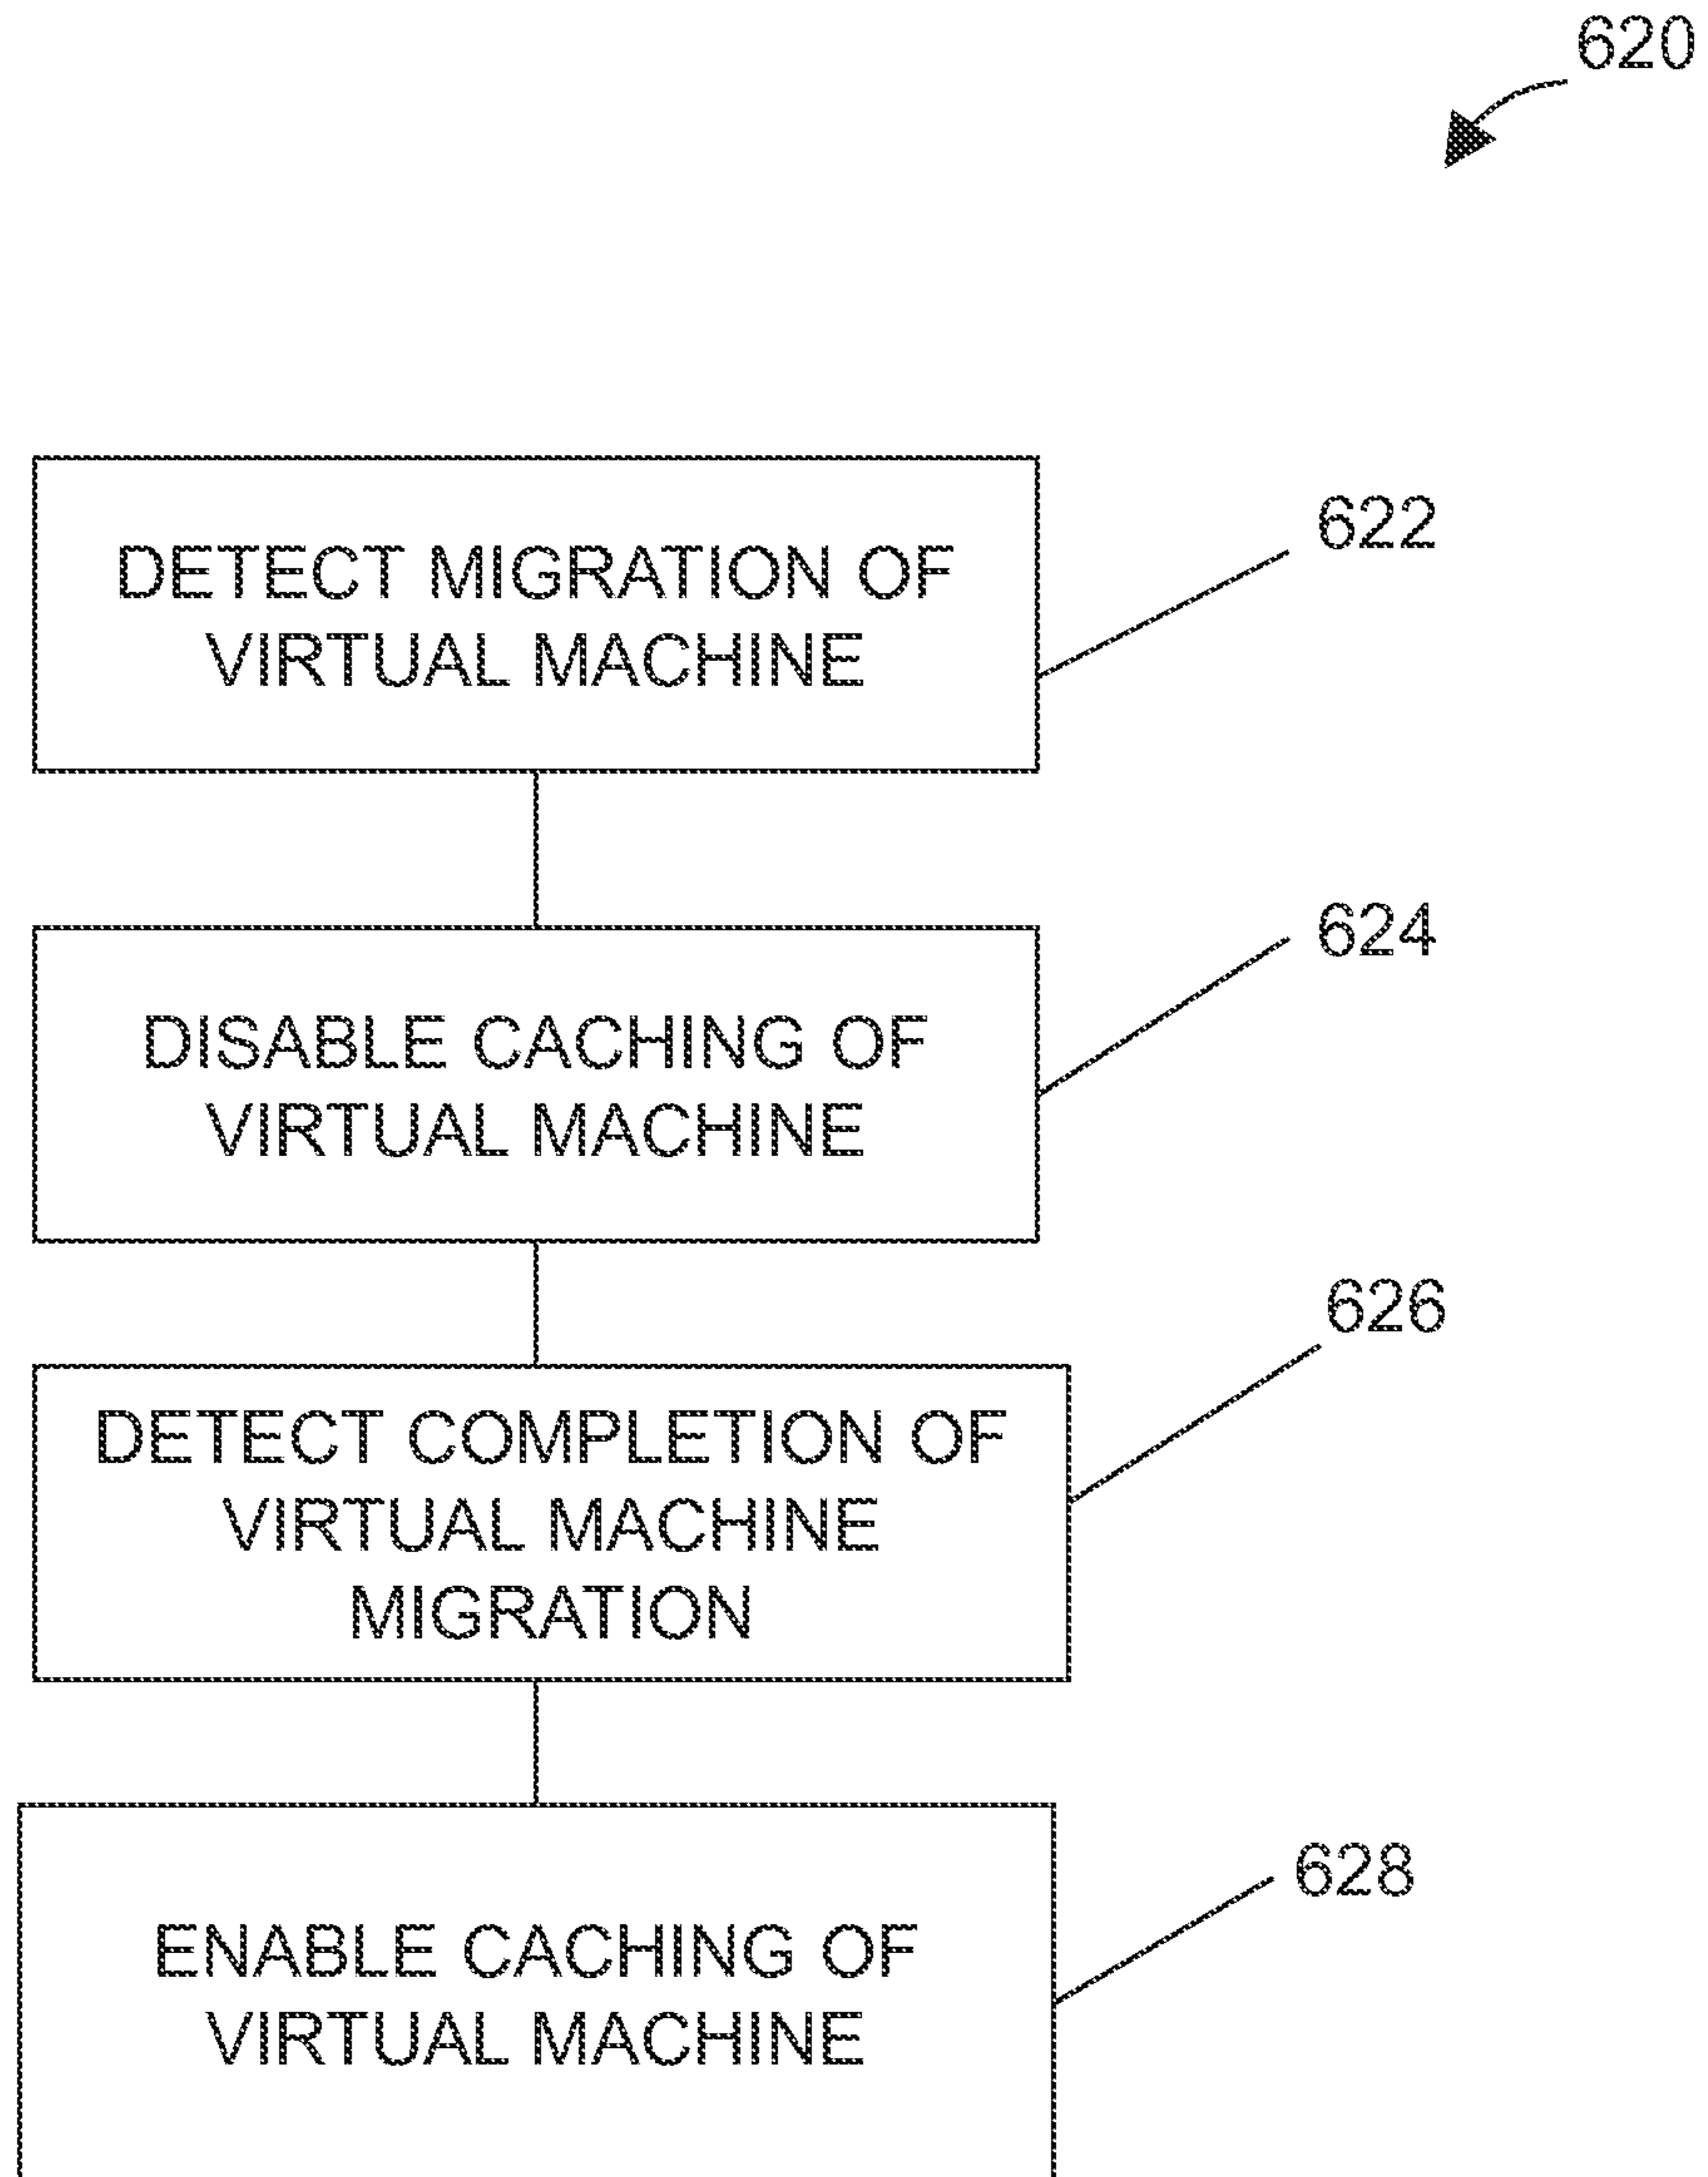 620
DETECT MIGRATION OF
VIRTUAL MACHINE
622
DISABLE CACHING OF
VIRTUAL MACHINE
624
DETECT COMPLETION OF
VIRTUAL MACHINE
MIGRATION
626
ENABLE CACHING OF
VIRTUAL MACHINE
628